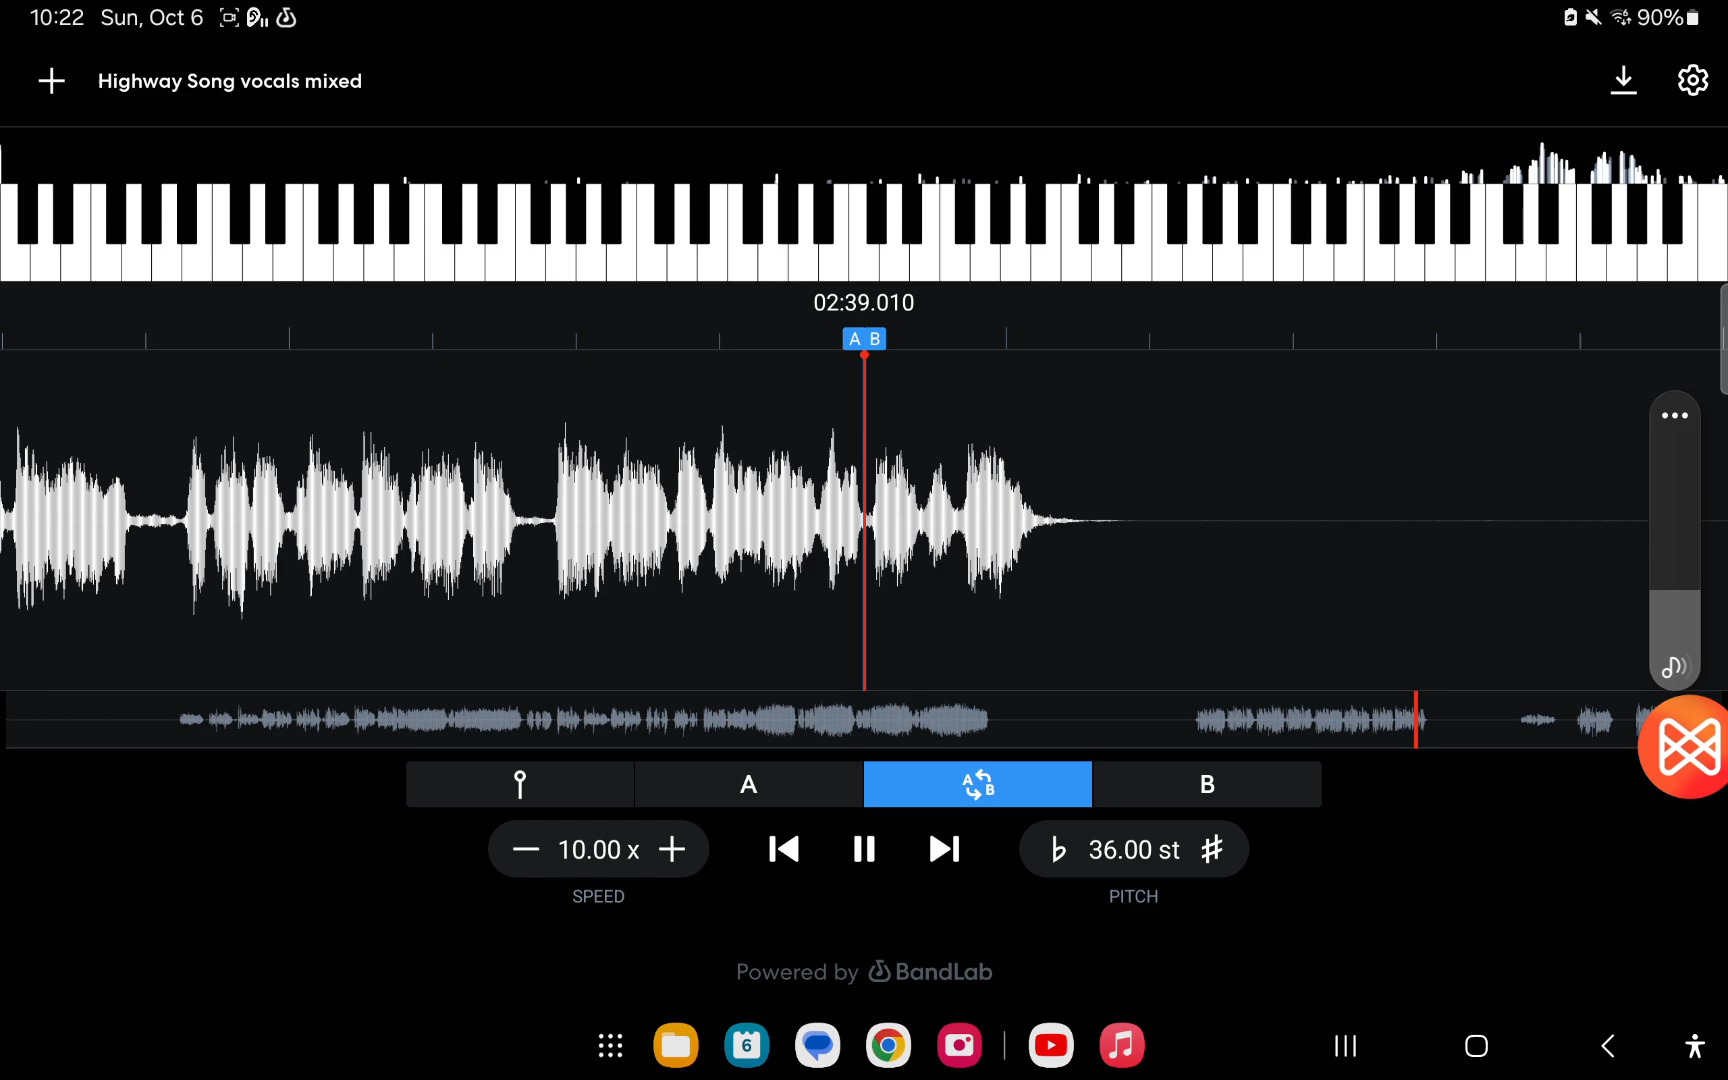 10:22 Sun, Oct 6
90%
Highway Song vocals mixed
02:39.010
A B
A A B B
10.00 x
36.00 st
SPEED
PITCH
Powered by BandLab
6